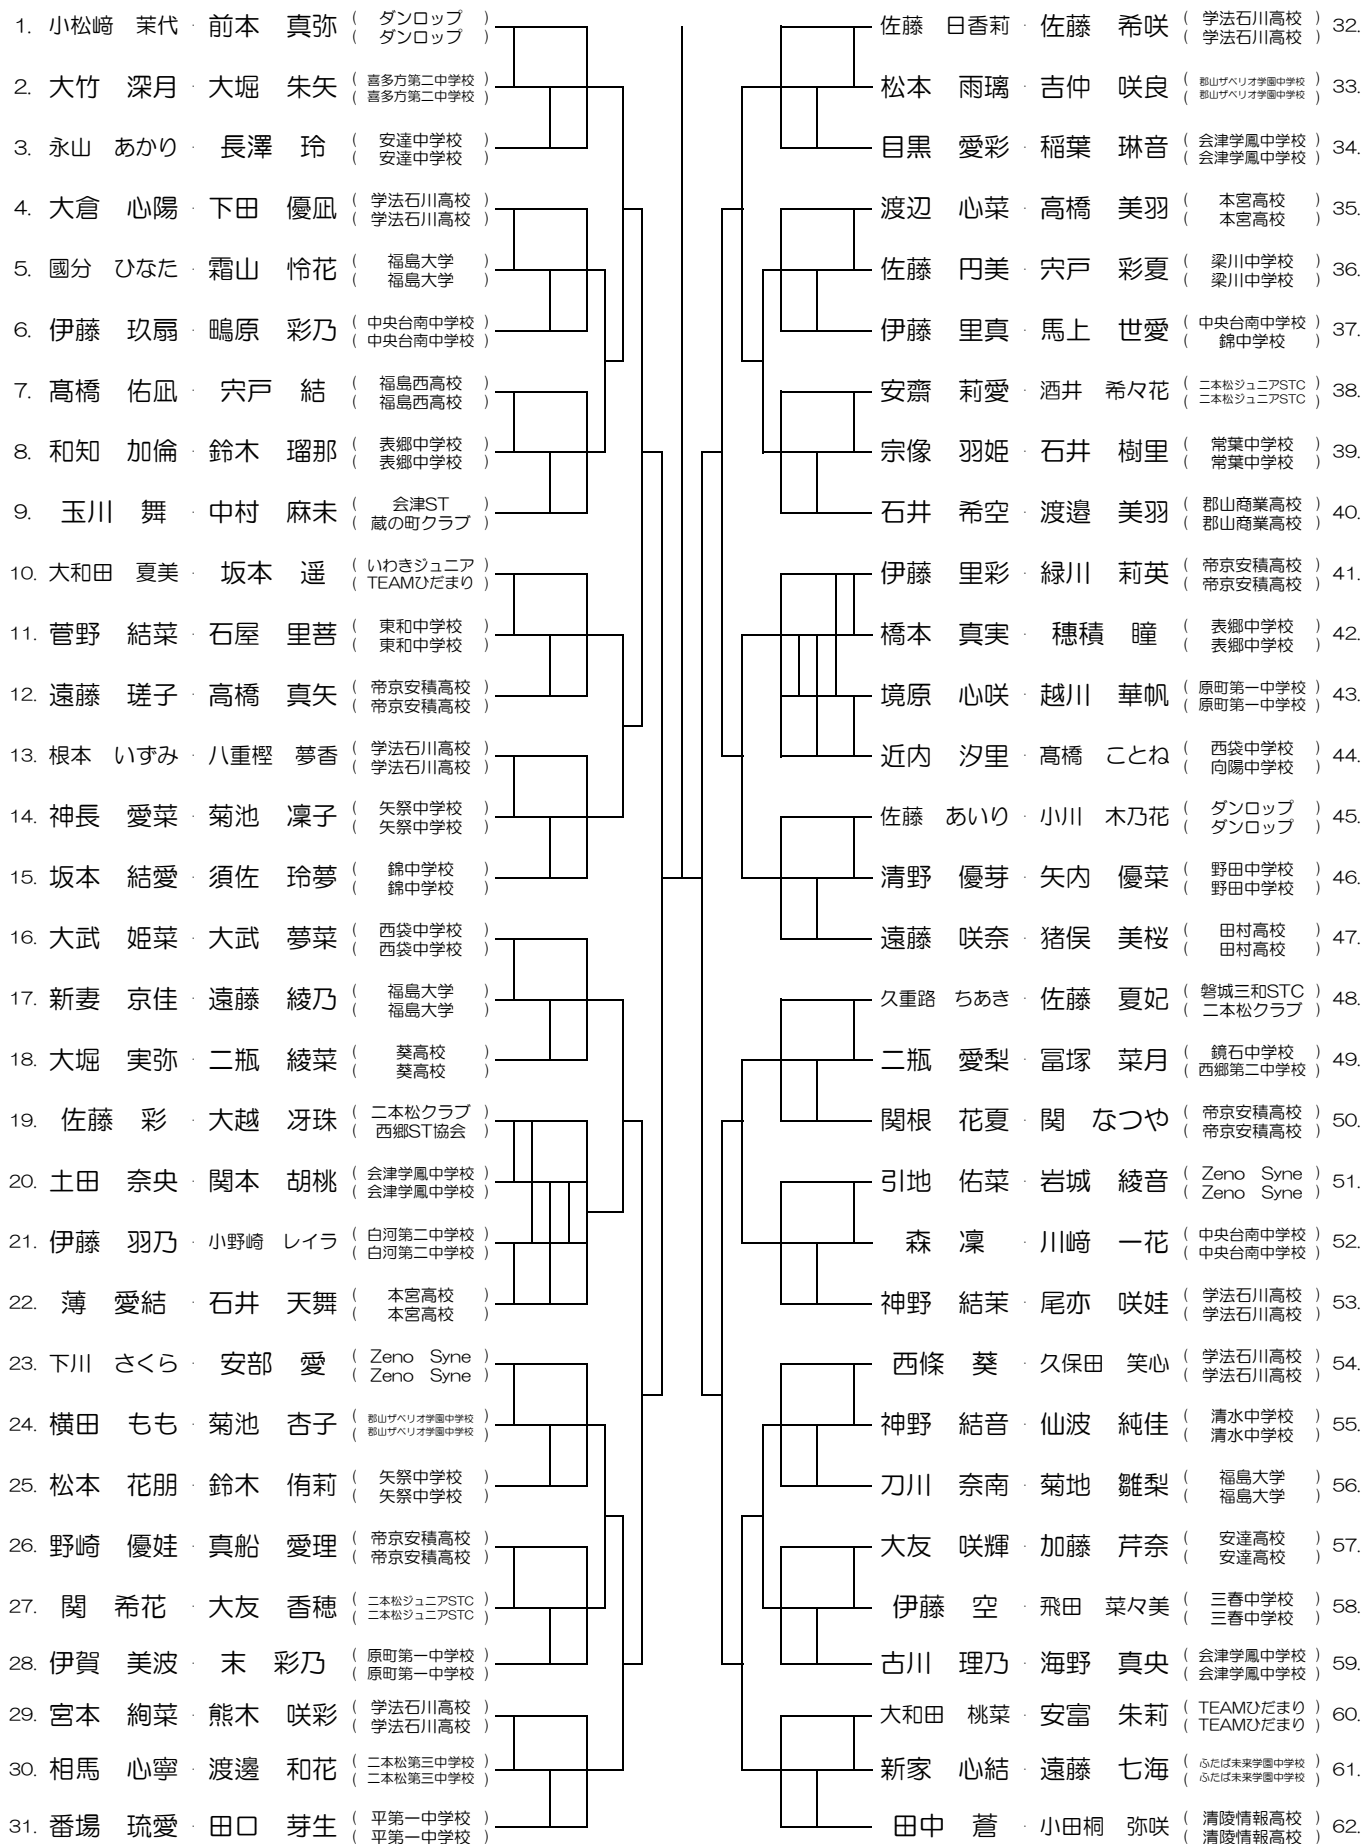 1. 小松﨑 茉代 · 前本 真弥 (ダンロップ) (ダンロップ)
2. 大竹 深月 · 大堀 朱矢 (喜多方第二中学校) (喜多方第二中学校)
3. 永山 あかり · 長澤 玲 (安達中学校) (安達中学校)
4. 大倉 心陽 · 下田 優凪 (学法石川高校) (学法石川高校)
5. 國分 ひなた · 霜山 怜花 (福島大学) (福島大学)
6. 伊藤 玖扇 · 鴫原 彩乃 (中央台南中学校) (中央台南中学校)
7. 髙橋 佑凪 · 宍戸 結 (福島西高校) (福島西高校)
8. 和知 加倫 · 鈴木 瑠那 (表郷中学校) (表郷中学校)
9. 玉川 舞 · 中村 麻未 (会津ST) (蔵の町クラブ)
10. 大和田 夏美 · 坂本 遥 (いわきジュニア) (TEAMひだまり)
11. 菅野 結菜 · 石屋 里菩 (東和中学校) (東和中学校)
12. 遠藤 瑳子 · 高橋 真矢 (帝京安積高校) (帝京安積高校)
13. 根本 いずみ · 八重樫 夢香 (学法石川高校) (学法石川高校)
14. 神長 愛菜 · 菊池 凜子 (矢祭中学校) (矢祭中学校)
15. 坂本 結愛 · 須佐 玲夢 (錦中学校) (錦中学校)
16. 大武 姫菜 · 大武 夢菜 (西袋中学校) (西袋中学校)
17. 新妻 京佳 · 遠藤 綾乃 (福島大学) (福島大学)
18. 大堀 実弥 · 二瓶 綾菜 (葵高校) (葵高校)
19. 佐藤 彩 · 大越 冴珠 (二本松クラブ) (西郷ST協会)
20. 土田 奈央 · 関本 胡桃 (会津学鳳中学校) (会津学鳳中学校)
21. 伊藤 羽乃 · 小野崎 レイラ (白河第二中学校) (白河第二中学校)
22. 薄 愛結 · 石井 天舞 (本宮高校) (本宮高校)
23. 下川 さくら · 安部 愛 (Zeno Syne) (Zeno Syne)
24. 横田 もも · 菊池 杏子 (郡山ザベリオ学園中学校) (郡山ザベリオ学園中学校)
25. 松本 花朋 · 鈴木 侑莉 (矢祭中学校) (矢祭中学校)
26. 野崎 優娃 · 真船 愛理 (帝京安積高校) (帝京安積高校)
27. 関 希花 · 大友 香穂 (二本松ジュニアSTC) (二本松ジュニアSTC)
28. 伊賀 美波 · 末 彩乃 (原町第一中学校) (原町第一中学校)
29. 宮本 絢菜 · 熊木 咲彩 (学法石川高校) (学法石川高校)
30. 相馬 心寧 · 渡邊 和花 (二本松第三中学校) (二本松第三中学校)
31. 番場 琉愛 · 田口 芽生 (平第一中学校) (平第一中学校)
佐藤 日香莉 · 佐藤 希咲 (学法石川高校) (学法石川高校) 32.
松本 雨璃 · 吉仲 咲良 (郡山ザベリオ学園中学校) (郡山ザベリオ学園中学校) 33.
目黒 愛彩 · 稲葉 琳音 (会津学鳳中学校) (会津学鳳中学校) 34.
渡辺 心菜 · 高橋 美羽 (本宮高校) (本宮高校) 35.
佐藤 円美 · 宍戸 彩夏 (梁川中学校) (梁川中学校) 36.
伊藤 里真 · 馬上 世愛 (中央台南中学校) (錦中学校) 37.
安齋 莉愛 · 酒井 希々花 (二本松ジュニアSTC) (二本松ジュニアSTC) 38.
宗像 羽姫 · 石井 樹里 (常葉中学校) (常葉中学校) 39.
石井 希空 · 渡邉 美羽 (郡山商業高校) (郡山商業高校) 40.
伊藤 里彩 · 緑川 莉英 (帝京安積高校) (帝京安積高校) 41.
橋本 真実 · 穂積 瞳 (表郷中学校) (表郷中学校) 42.
境原 心咲 · 越川 華帆 (原町第一中学校) (原町第一中学校) 43.
近内 汐里 · 髙橋 ことね (西袋中学校) (向陽中学校) 44.
佐藤 あいり · 小川 木乃花 (ダンロップ) (ダンロップ) 45.
清野 優芽 · 矢内 優菜 (野田中学校) (野田中学校) 46.
遠藤 咲奈 · 猪俣 美桜 (田村高校) (田村高校) 47.
久重路 ちあき · 佐藤 夏妃 (磐城三和STC) (二本松クラブ) 48.
二瓶 愛梨 · 冨塚 菜月 (鏡石中学校) (西郷第二中学校) 49.
関根 花夏 · 関 なつや (帝京安積高校) (帝京安積高校) 50.
引地 佑菜 · 岩城 綾音 (Zeno Syne) (Zeno Syne) 51.
森 凜 · 川﨑 一花 (中央台南中学校) (中央台南中学校) 52.
神野 結茉 · 尾亦 咲娃 (学法石川高校) (学法石川高校) 53.
西條 葵 · 久保田 笑心 (学法石川高校) (学法石川高校) 54.
神野 結音 · 仙波 純佳 (清水中学校) (清水中学校) 55.
刀川 奈南 · 菊地 雛梨 (福島大学) (福島大学) 56.
大友 咲輝 · 加藤 芹奈 (安達高校) (安達高校) 57.
伊藤 空 · 飛田 菜々美 (三春中学校) (三春中学校) 58.
古川 理乃 · 海野 真央 (会津学鳳中学校) (会津学鳳中学校) 59.
大和田 桃菜 · 安富 朱莉 (TEAMひだまり) (TEAMひだまり) 60.
新家 心結 · 遠藤 七海 (ふたば未来学園中学校) (ふたば未来学園中学校) 61.
田中 蒼 · 小田桐 弥咲 (清陵情報高校) (清陵情報高校) 62.